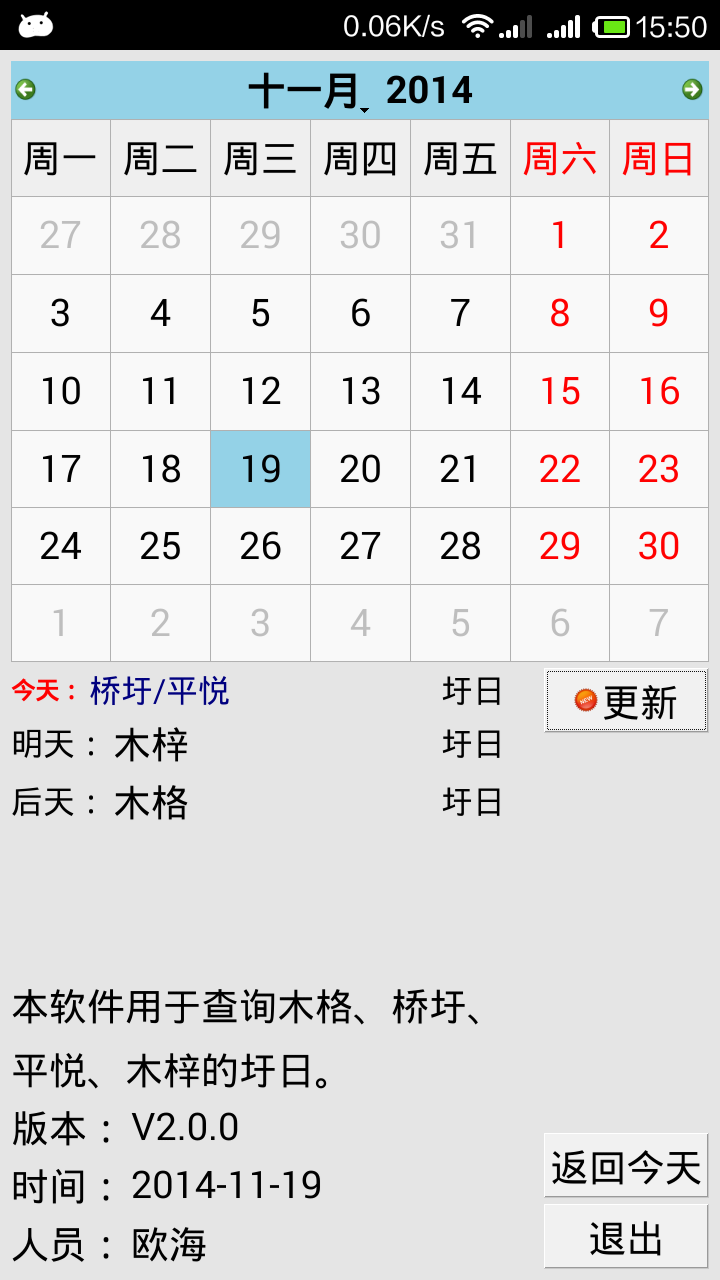 0.06K/s 15:50
十一月 2014
周一 周二 周三 周四 周五 周六 周日
27 28 29 30 31 1 2
3 4 5 6 7 8 9
10 11 12 13 14 15 16
17 18 19 20 21 22 23
24 25 26 27 28 29 30
1 2 3 4 5 6 7
今天： 桥圩/平悦 圩日 NEW 更新
明天： 木梓 圩日
后天： 木格 圩日
本软件用于查询木格、桥圩、
平悦、木梓的圩日。
版本： V2.0.0
时间： 2014-11-19
返回今天
人员： 欧海
退出